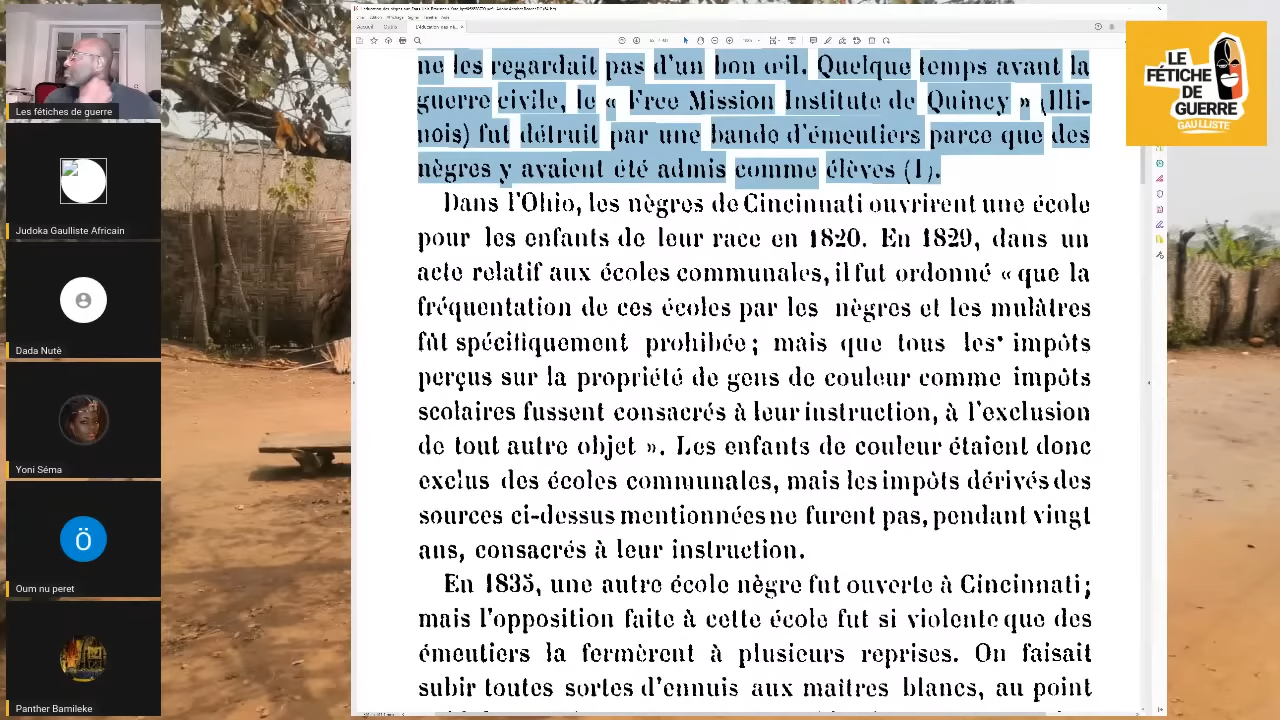 Les fétiches de guerre
Judoka Gaulliste Africain
Dada Nutè
Yoni Séma
Ö
Oum nu peret
Panther Bamileke
Accueil Outils
ne les regardait pas d'un bon œil. Quelque temps avant la
guerre civile, le « Free Mission Institute de Quincy » (Illi-
nois) fut détruit par une bande d'émeutiers parce que des
nègres y avaient été admis comme élèves (1).
Dans l'Ohio, les nègres de Cincinnati ouvrirent une école
pour les enfants de leur race en 1820. En 1829, dans un
acte relatif aux écoles communales, il fut ordonné « que la
fréquentation de ces écoles par les nègres et les mulâtres
fût spécifiquement prohibée ; mais que tous les impôts
perçus sur la propriété de gens de couleur comme impôts
scolaires fussent consacrés à leur instruction, à l'exclusion
de tout autre objet ». Les enfants de couleur étaient donc
exclus des écoles communales, mais les impôts dérivés des
sources ci-dessus mentionnées ne furent pas, pendant vingt
ans, consacrés à leur instruction.
En 1835, une autre école nègre fut ouverte à Cincinnati ;
mais l'opposition faite à cette école fut si violente que des
émeutiers la fermèrent à plusieurs reprises. On faisait
subir toutes sortes d'ennuis aux maîtres blancs, au point
LE
FÉTICHE
DE
GUERRE
GAULLISTE